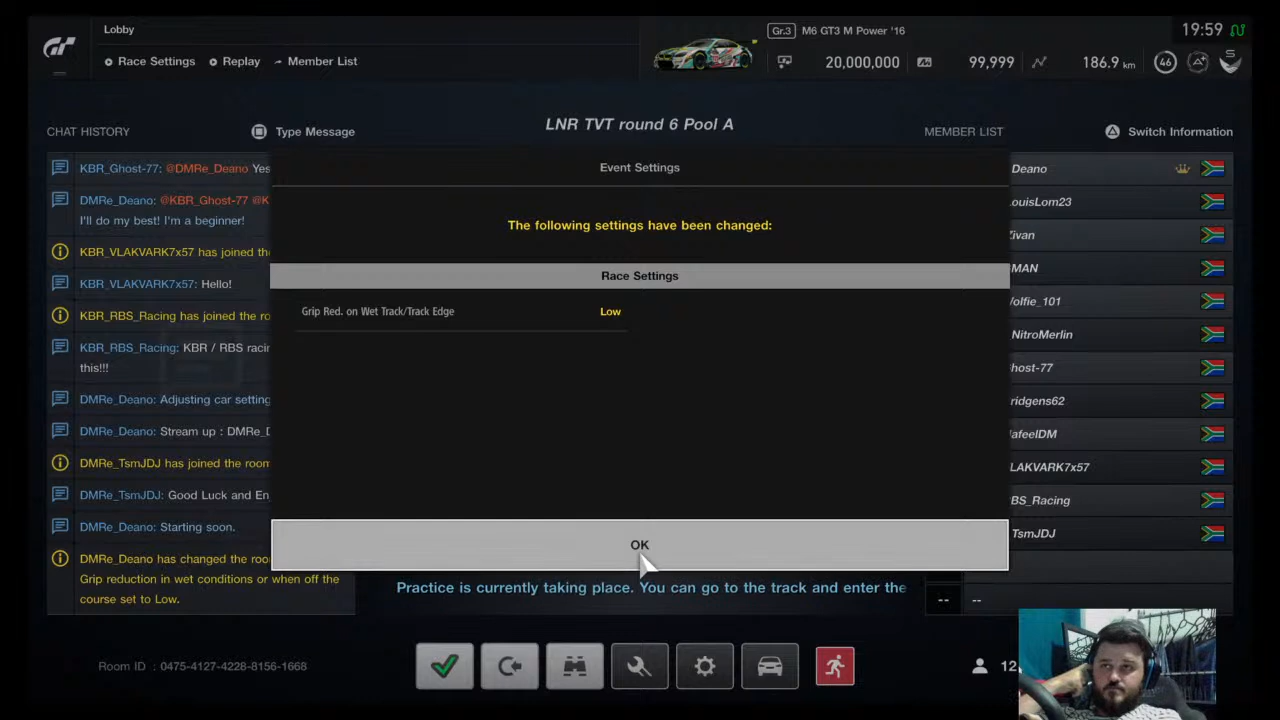 Lobby
Race Settings Replay Member List
Gr.3 M6 GT3 M Power '16
20,000,000 99,999 186.9 km 46 S
19:59
CHAT HISTORY
Type Message
LNR TVT round 6 Pool A
MEMBER LIST
Switch Information
KBR_Ghost-77: @DMRe_Deano Yes
DMRe_Deano: @KBR_Ghost-77 @K
I'll do my best! I'm a beginner!
KBR_VLAKVARK7x57 has joined the
KBR_VLAKVARK7x57: Hello!
KBR_RBS_Racing has joined the ro
KBR_RBS_Racing: KBR / RBS racin
this!!!
DMRe_Deano: Adjusting car setting
DMRe_Deano: Stream up : DMRe_D
DMRe_TsmJDJ has joined the room
DMRe_TsmJDJ: Good Luck and En
DMRe_Deano: Starting soon.
DMRe_Deano has changed the roo
Grip reduction in wet conditions or when off the
course set to Low.
Event Settings
The following settings have been changed:
Race Settings
Grip Red. on Wet Track/Track Edge Low
OK
Practice is currently taking place. You can go to the track and enter the
Deano
LouisLom23
Zivan
MAN
Wolfie_101
NitroMerlin
host-77
ridgens62
afeelDM
LAKVARK7x57
BS_Racing
TsmJDJ
-- --
Room ID : 0475-4127-4228-8156-1668
12